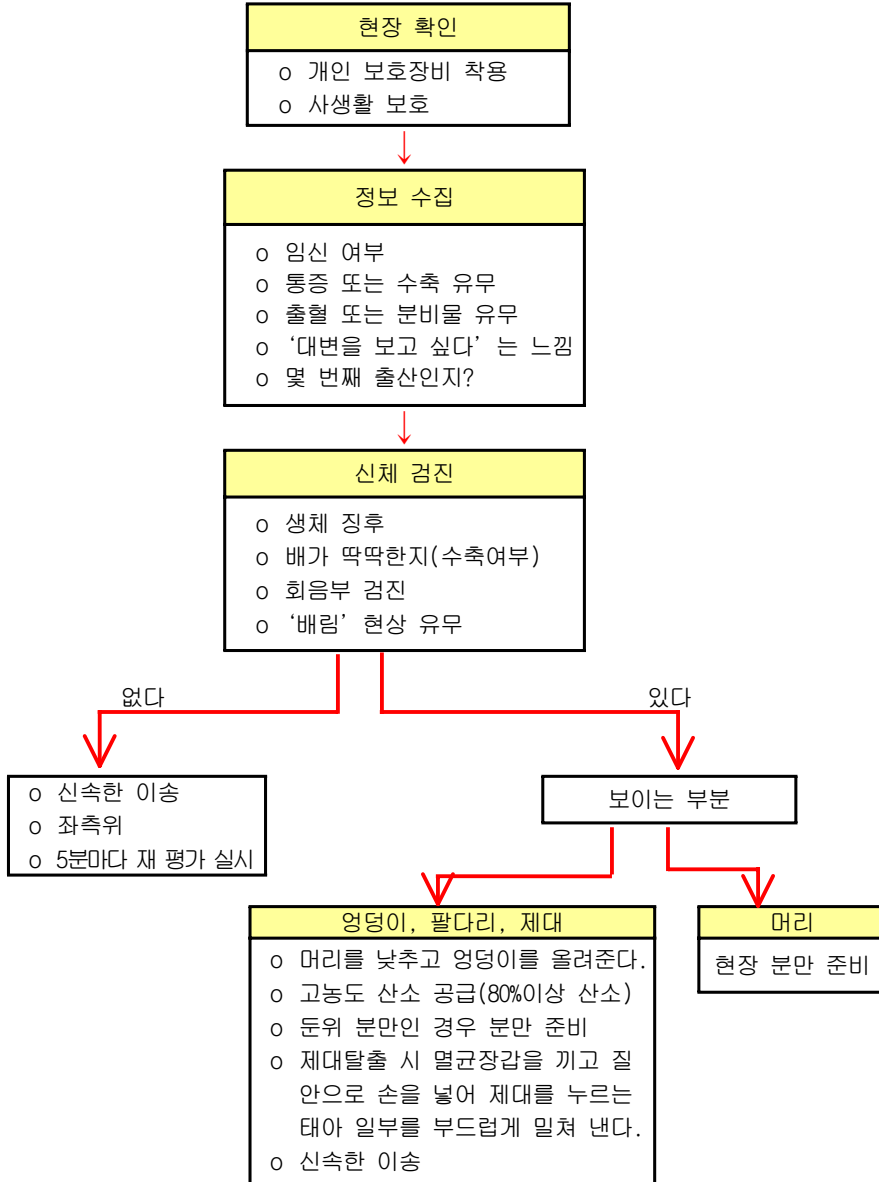 현장 확인
o 개인 보호장비 착용
o 사생활 보호
정보 수집
o 임신 여부
o 통증 또는 수축 유무
o 출혈 또는 분비물 유무
o ‘대변을 보고 싶다’는 느낌
o 몇 번째 출산인지?
신체 검진
o 생체 징후
o 배가 딱딱한지(수축여부)
o 회음부 검진
o ‘배림’ 현상 유무
없다
있다
o 신속한 이송
o 좌측위
o 5분마다 재 평가 실시
보이는 부분
엉덩이, 팔다리, 제대
o 머리를 낮추고 엉덩이를 올려준다.
o 고농도 산소 공급(80%이상 산소)
o 둔위 분만인 경우 분만 준비
o 제대탈출 시 멸균장갑을 끼고 질
안으로 손을 넣어 제대를 누르는
태아 일부를 부드럽게 밀쳐 낸다.
o 신속한 이송
머리
현장 분만 준비